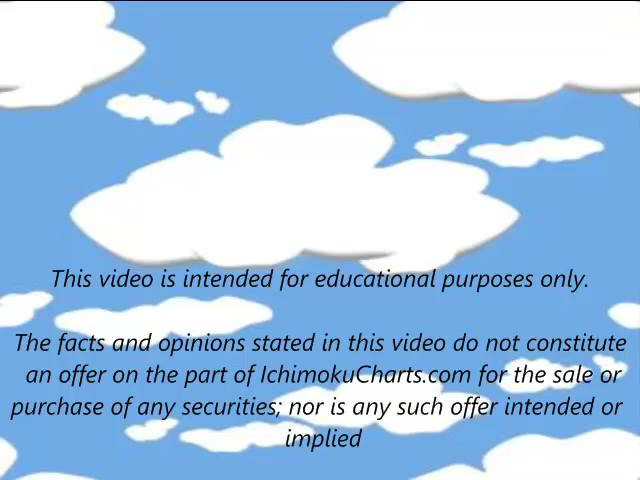 This video is intended for educational purposes only.
The facts and opinions stated in this video do not constitute
an offer on the part of IchimokuCharts.com for the sale or
purchase of any securities; nor is any such offer intended or
implied